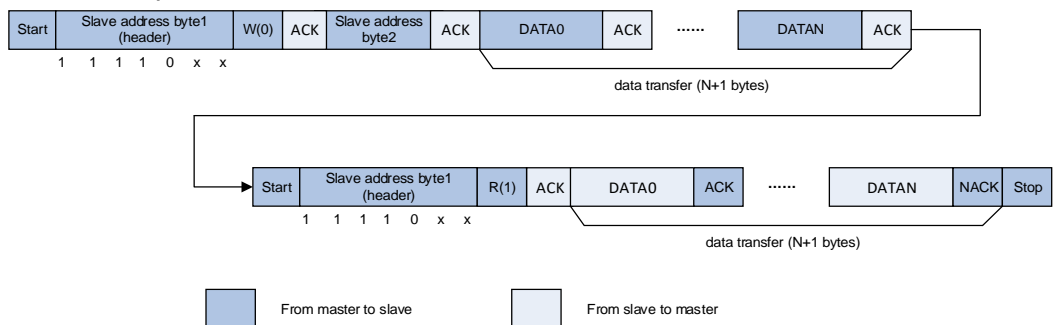 Start Slave address byte1 (header) W(0) ACK Slave address byte2 ACK DATA0 ACK ...... DATAN ACK
1 1 1 1 0 x x
data transfer (N+1 bytes)
Start Slave address byte1 (header) R(1) ACK DATA0 ACK ...... DATAN NACK Stop
1 1 1 1 0 x x
data transfer (N+1 bytes)
From master to slave From slave to master